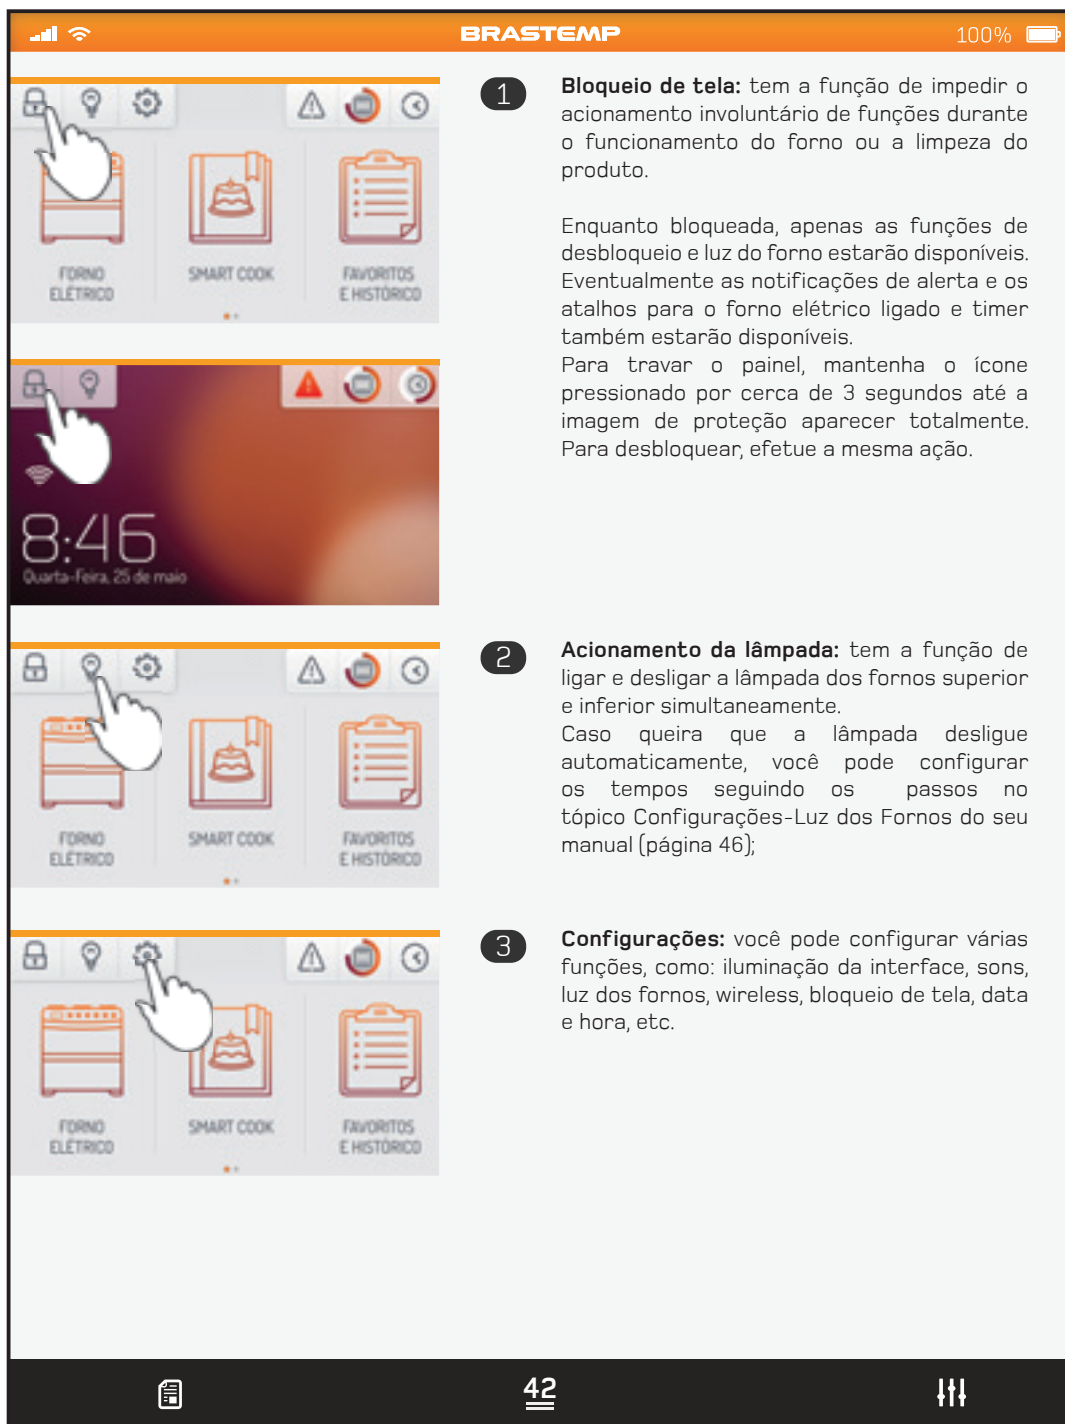 BRASTEMP
100%
FORNO
ELÉTRICO
SMART COOK
FAVORITOS
E HISTÓRICO
1
Bloqueio de tela: tem a função de impedir o
acionamento involuntário de funções durante
o funcionamento do forno ou a limpeza do
produto.
Enquanto bloqueada, apenas as funções de
desbloqueio e luz do forno estarão disponíveis.
Eventualmente as notificações de alerta e os
atalhos para o forno elétrico ligado e timer
também estarão disponíveis.
Para travar o painel, mantenha o ícone
pressionado por cerca de 3 segundos até a
imagem de proteção aparecer totalmente.
Para desbloquear, efetue a mesma ação.
8:46
Quarta-Feira, 25 de maio
FORNO
ELÉTRICO
SMART COOK
FAVORITOS
E HISTÓRICO
2
Acionamento da lâmpada: tem a função de
ligar e desligar a lâmpada dos fornos superior
e inferior simultaneamente.
Caso queira que a lâmpada desligue
automaticamente, você pode configurar
os tempos seguindo os passos no
tópico Configurações-Luz dos Fornos do seu
manual (página 46);
FORNO
ELÉTRICO
SMART COOK
FAVORITOS
E HISTÓRICO
3
Configurações: você pode configurar várias
funções, como: iluminação da interface, sons,
luz dos fornos, wireless, bloqueio de tela, data
e hora, etc.
42